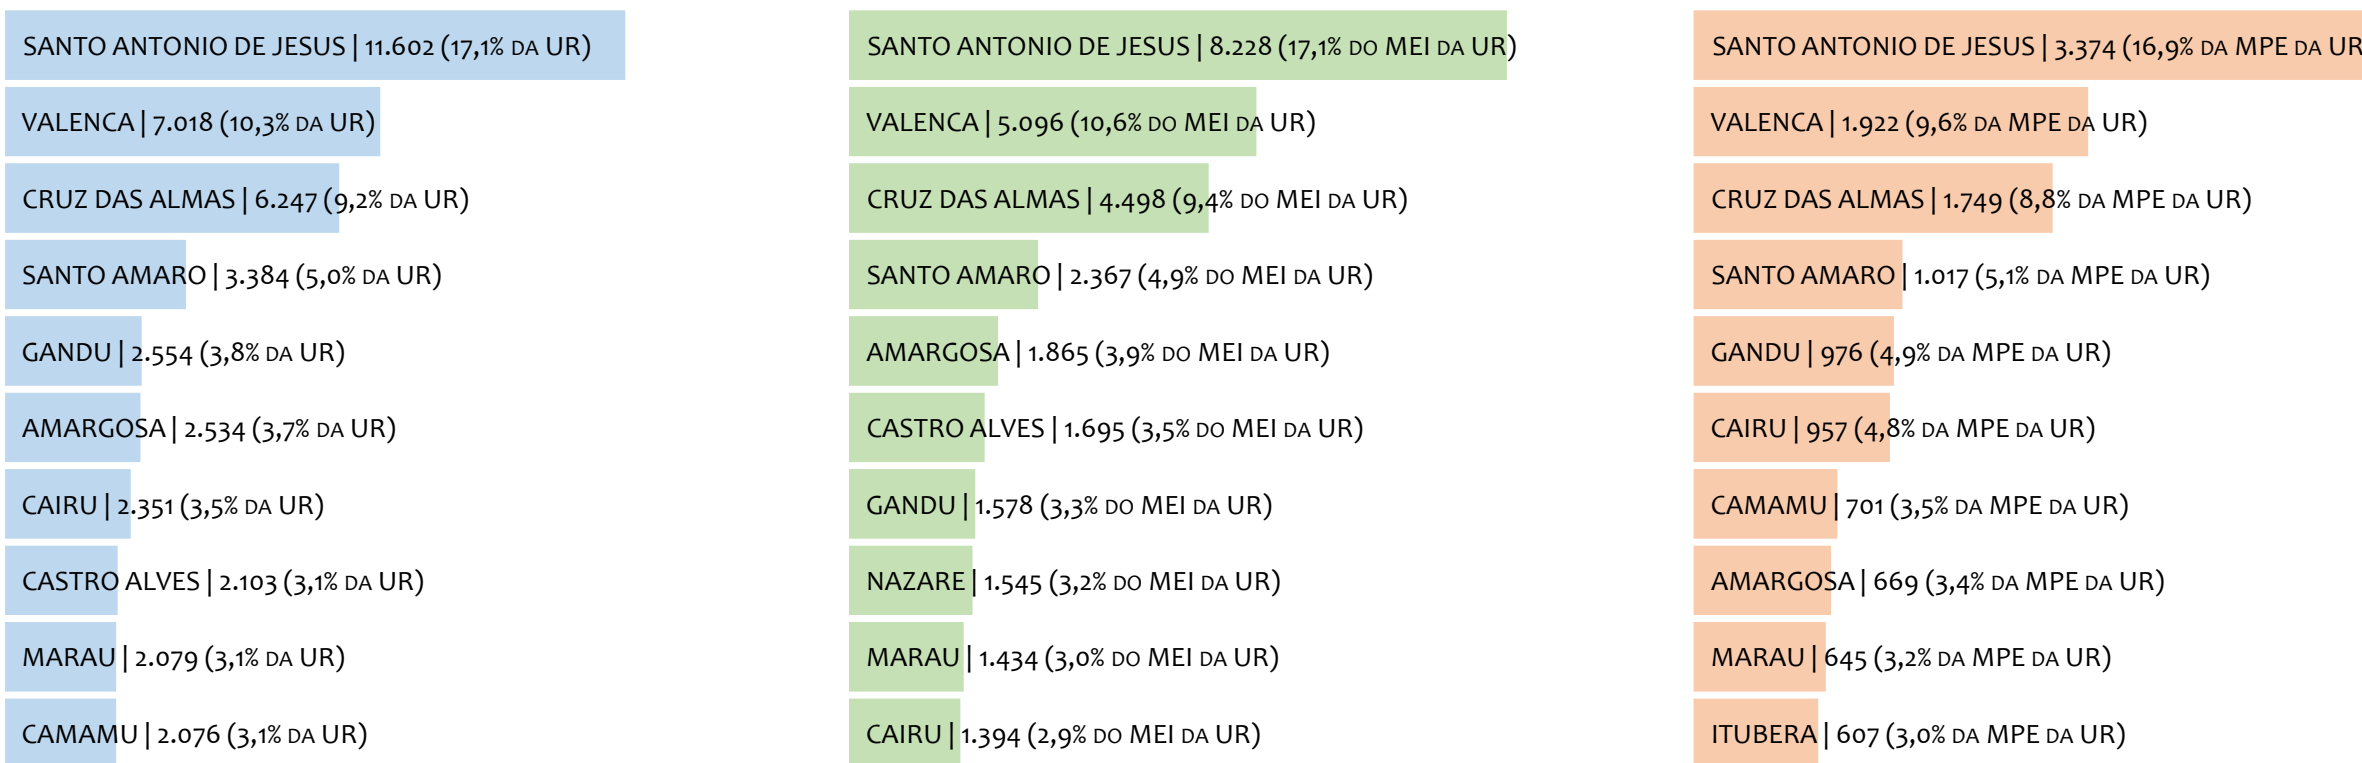 SANTO ANTONIO DE JESUS | 11.602 (17,1% DA UR)
VALENCA | 7.018 (10,3% DA UR)
CRUZ DAS ALMAS | 6.247 (9,2% DA UR)
SANTO AMARO | 3.384 (5,0% DA UR)
GANDU | 2.554 (3,8% DA UR)
AMARGOSA | 2.534 (3,7% DA UR)
CAIRU | 2.351 (3,5% DA UR)
CASTRO ALVES | 2.103 (3,1% DA UR)
MARAU | 2.079 (3,1% DA UR)
CAMAMU | 2.076 (3,1% DA UR)
SANTO ANTONIO DE JESUS | 8.228 (17,1% DO MEI DA UR)
VALENCA | 5.096 (10,6% DO MEI DA UR)
CRUZ DAS ALMAS | 4.498 (9,4% DO MEI DA UR)
SANTO AMARO | 2.367 (4,9% DO MEI DA UR)
AMARGOSA | 1.865 (3,9% DO MEI DA UR)
CASTRO ALVES | 1.695 (3,5% DO MEI DA UR)
GANDU | 1.578 (3,3% DO MEI DA UR)
NAZARE | 1.545 (3,2% DO MEI DA UR)
MARAU | 1.434 (3,0% DO MEI DA UR)
CAIRU | 1.394 (2,9% DO MEI DA UR)
SANTO ANTONIO DE JESUS | 3.374 (16,9% DA MPE DA UR
VALENCA | 1.922 (9,6% DA MPE DA UR)
CRUZ DAS ALMAS | 1.749 (8,8% DA MPE DA UR)
SANTO AMARO | 1.017 (5,1% DA MPE DA UR)
GANDU | 976 (4,9% DA MPE DA UR)
CAIRU | 957 (4,8% DA MPE DA UR)
CAMAMU | 701 (3,5% DA MPE DA UR)
AMARGOSA | 669 (3,4% DA MPE DA UR)
MARAU | 645 (3,2% DA MPE DA UR)
ITUBERA | 607 (3,0% DA MPE DA UR)